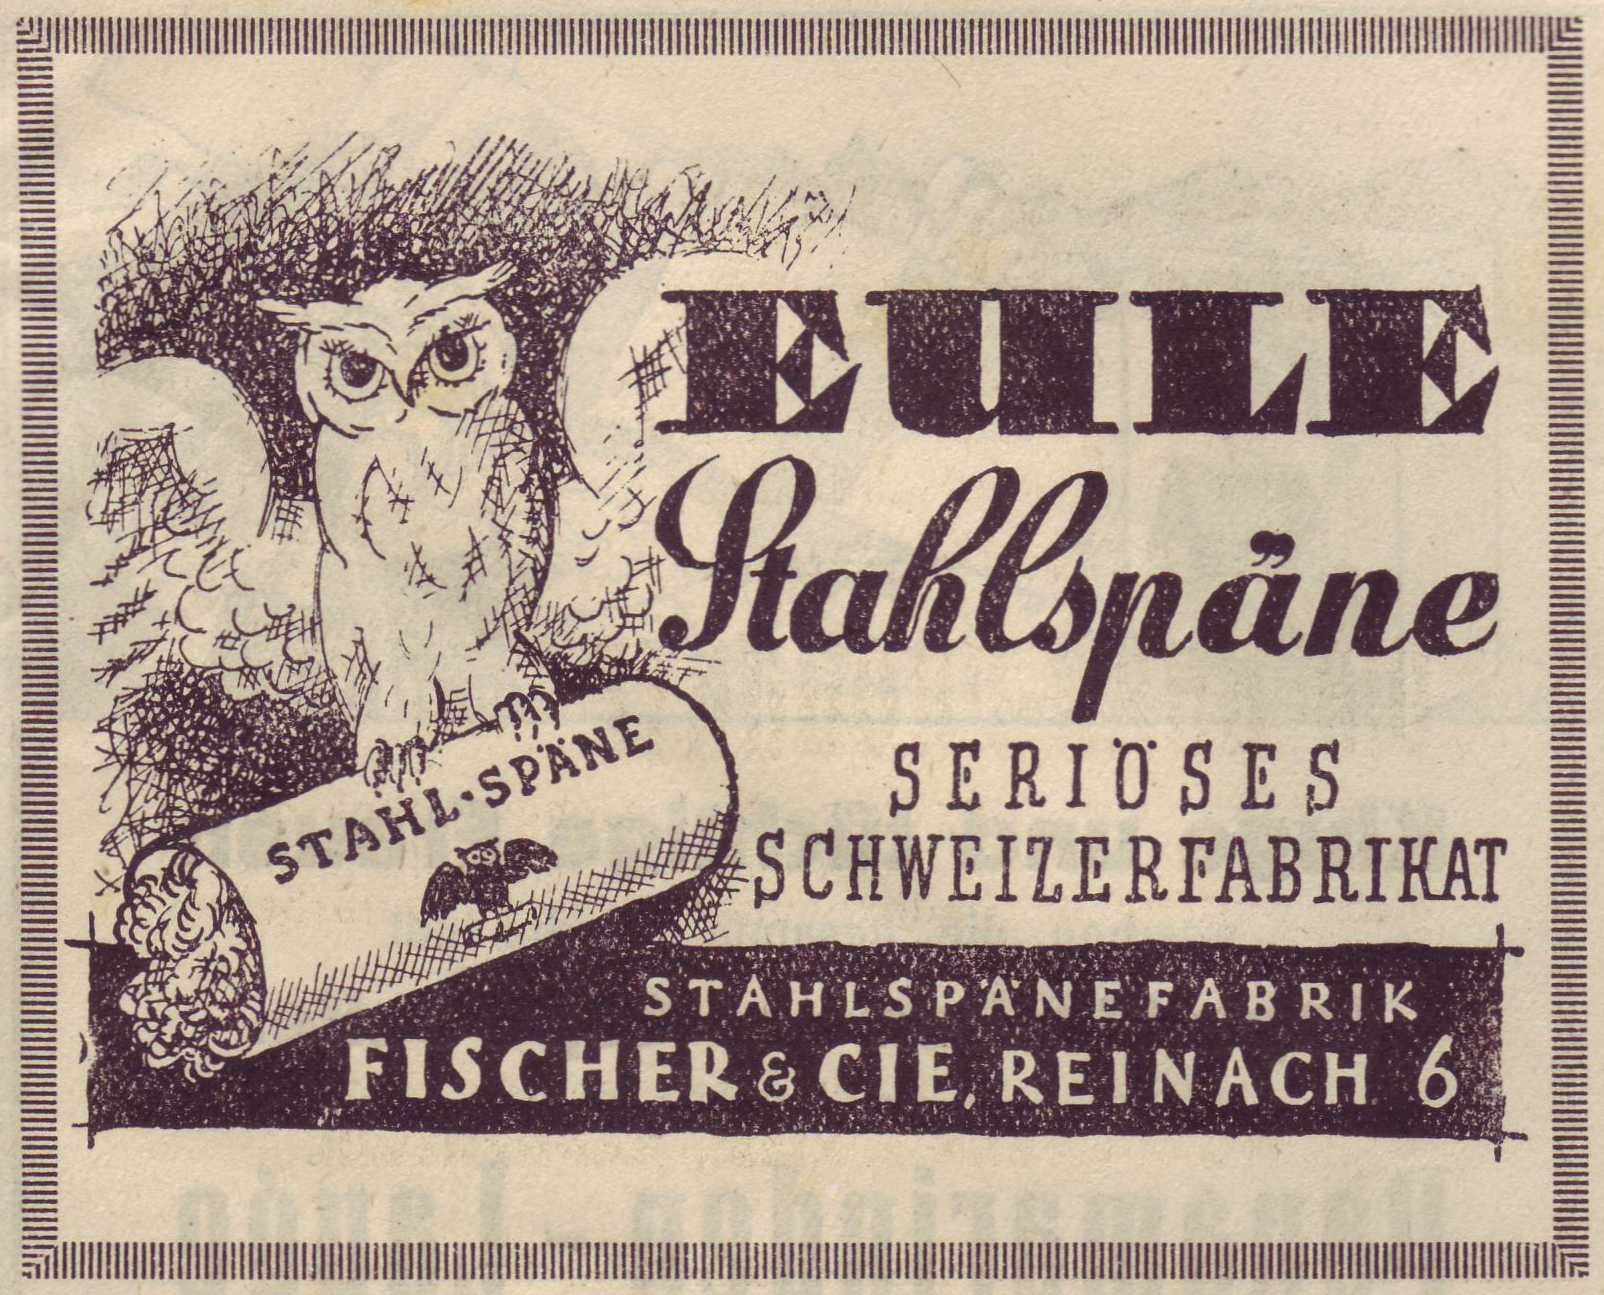 EULE
Stahlspäne
SERIÖSES
SCHWEIZERFABRIKAT
STAHL-SPÄNE
STAHLSPÄNEFABRIK
FISCHER & CIE, REINACH 6